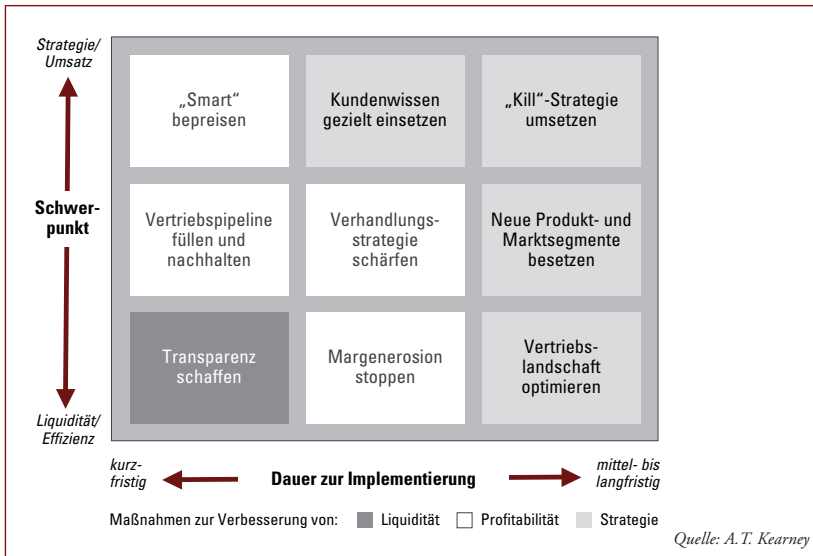 Strategie/
Umsatz
„Smart“
bepreisen
Kundenwissen
gezielt einsetzen
„Kill“-Strategie
umsetzen
Schwer-
punkt
Vertriebspipeline
füllen und
nachhalten
Verhandlungs-
strategie
schärfen
Neue Produkt- und
Marktsegmente
besetzen
Transparenz
schaffen
Margenerosion
stoppen
Vertriebs-
landschaft
optimieren
Liquidität/
Effizienz
kurz-
fristig
Dauer zur Implementierung
mittel- bis
langfristig
Maßnahmen zur Verbesserung von: Liquidität Profitabilität Strategie
Quelle: A.T. Kearney